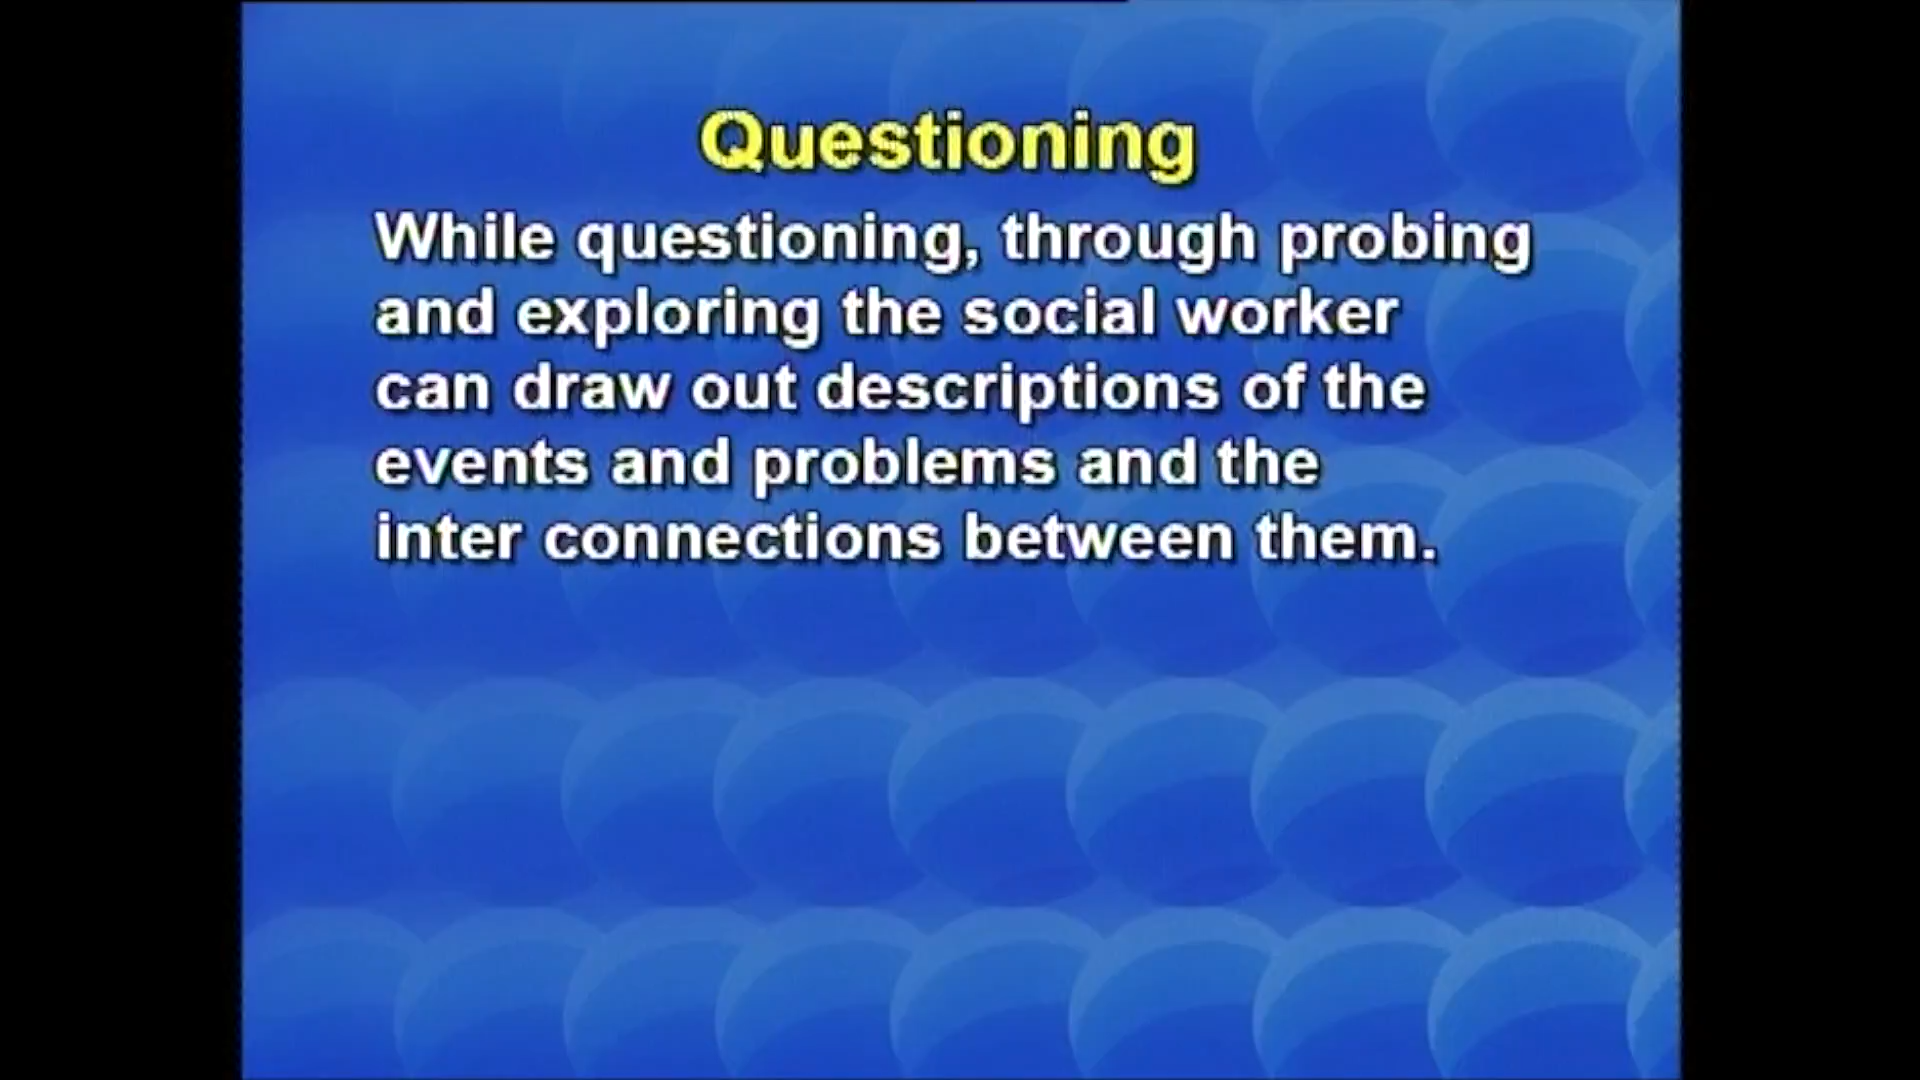 Questioning
While questioning, through probing
and exploring the social worker
can draw out descriptions of the
events and problems and the
inter connections between them.